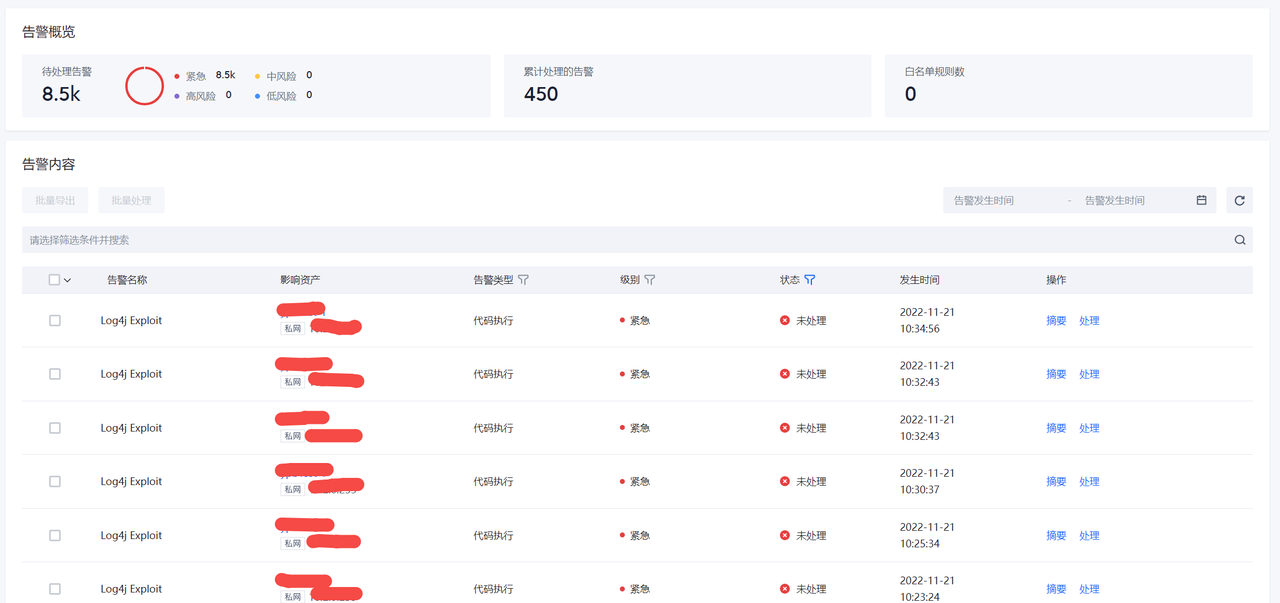 告警概览
待处理告警
8.5k
紧急 8.5k 中风险 0
高风险 0 低风险 0
累计处理的告警
450
白名单规则数
0
告警内容
批量导出 批量处理 告警发生时间 - 告警发生时间
请选择筛选条件并搜索
告警名称 影响资产 告警类型 级别 状态 发生时间 操作
Log4j Exploit 私网 代码执行 紧急 未处理 2022-11-21 10:34:56 摘要 处理
Log4j Exploit 私网 代码执行 紧急 未处理 2022-11-21 10:32:43 摘要 处理
Log4j Exploit 私网 代码执行 紧急 未处理 2022-11-21 10:32:43 摘要 处理
Log4j Exploit 私网 代码执行 紧急 未处理 2022-11-21 10:30:37 摘要 处理
Log4j Exploit 私网 代码执行 紧急 未处理 2022-11-21 10:25:34 摘要 处理
Log4j Exploit 私网 代码执行 紧急 未处理 2022-11-21 10:23:24 摘要 处理